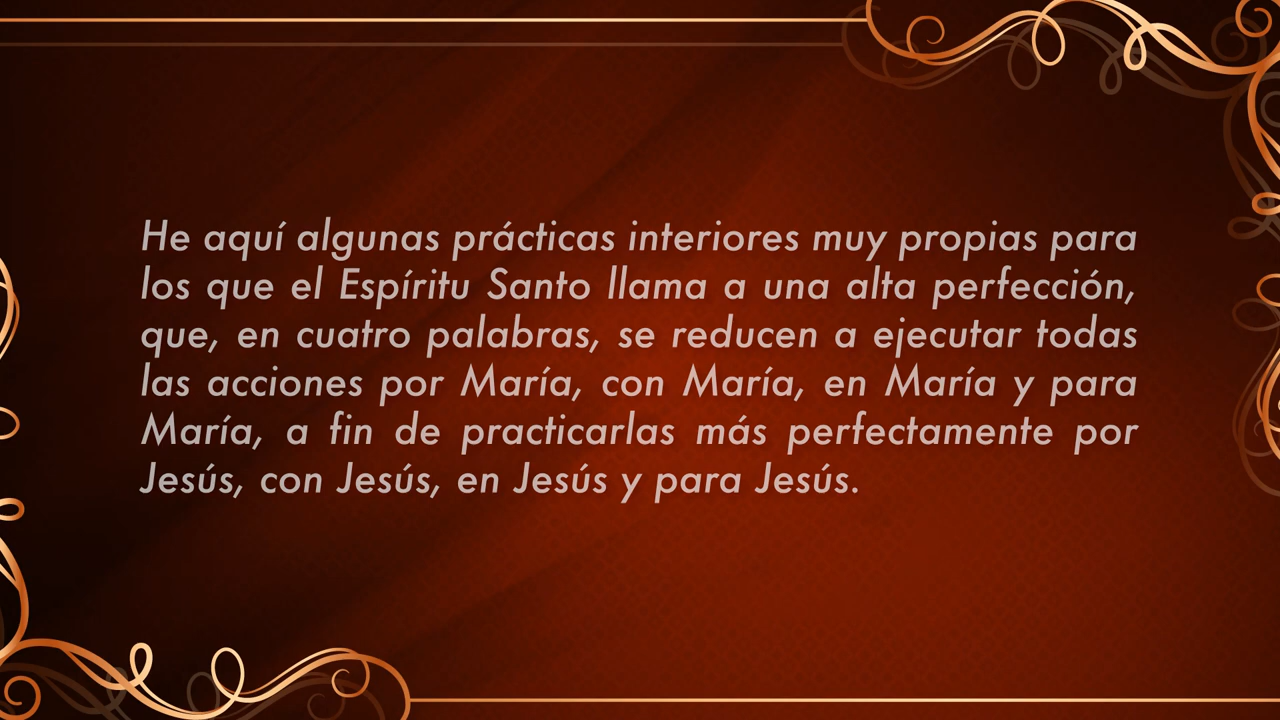 He aquí algunas prácticas interiores muy propias para
los que el Espíritu Santo llama a una alta perfección,
que, en cuatro palabras, se reducen a ejecutar todas
las acciones por María, con María, en María y para
María, a fin de practicarlas más perfectamente por
Jesús, con Jesús, en Jesús y para Jesús.